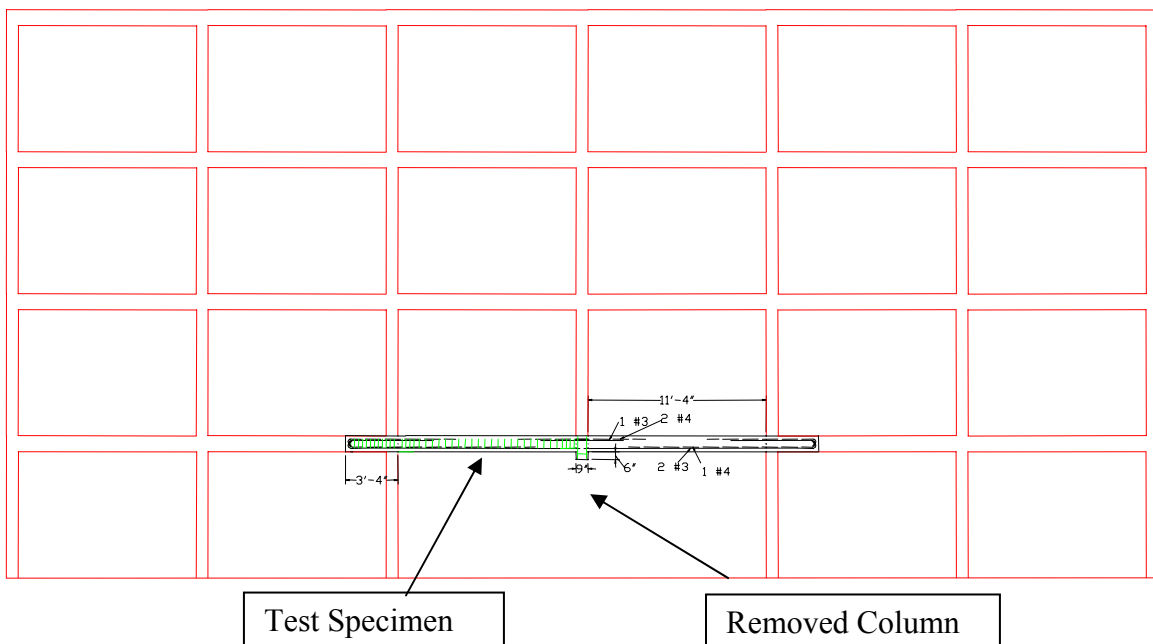 11'-4"
1 #3 2 #4
9" 6" 2 #3 1 #4
3'-4"
Test Specimen
Removed Column